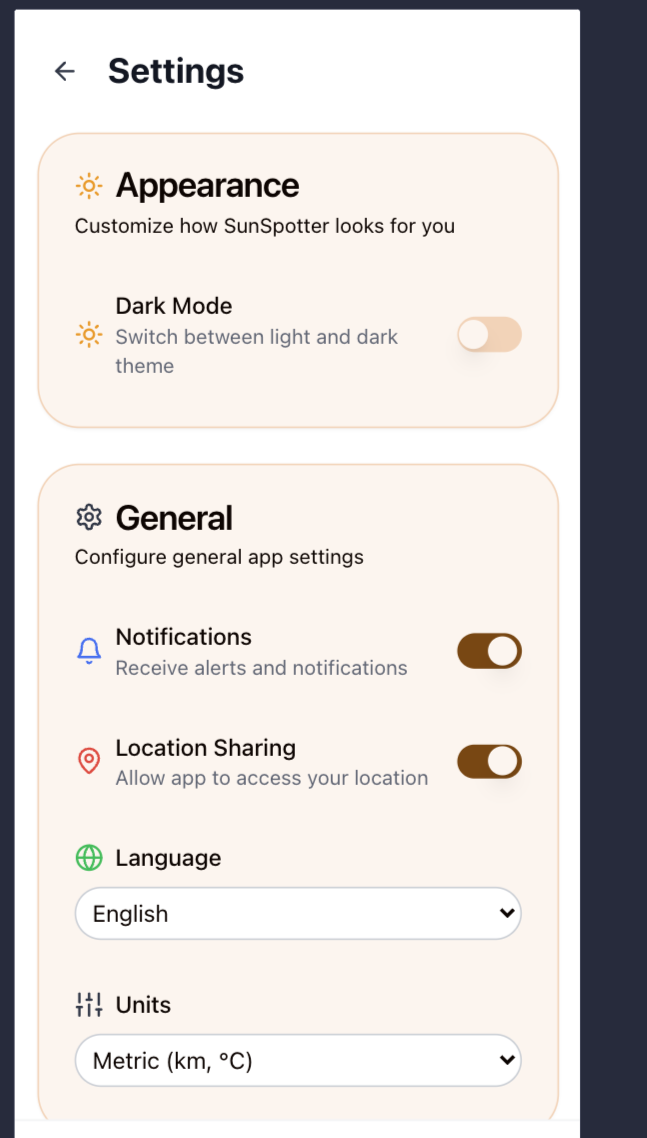 Settings
Appearance
Customize how SunSpotter looks for you
Dark Mode
Switch between light and dark
theme
General
Configure general app settings
Notifications
Receive alerts and notifications
Location Sharing
Allow app to access your location
Language
English
Units
Metric (km, °C)